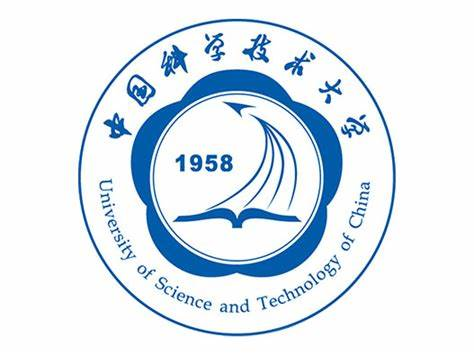 中国科学技术大学
1958
University of Science and Technology of China